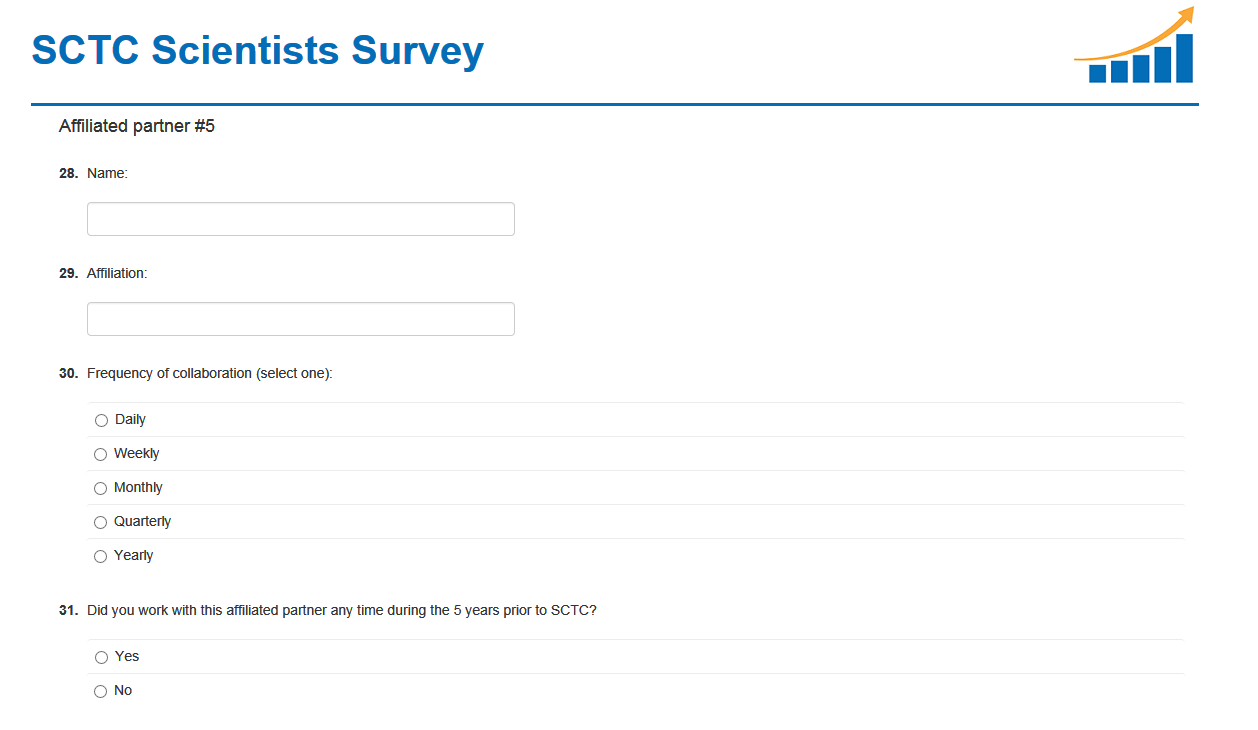 SCTC Scientists Survey
Affiliated partner #5
28. Name:
29. Affiliation:
30. Frequency of collaboration (select one):
Daily
Weekly
Monthly
Quarterly
Yearly
31. Did you work with this affiliated partner any time during the 5 years prior to SCTC?
Yes
No